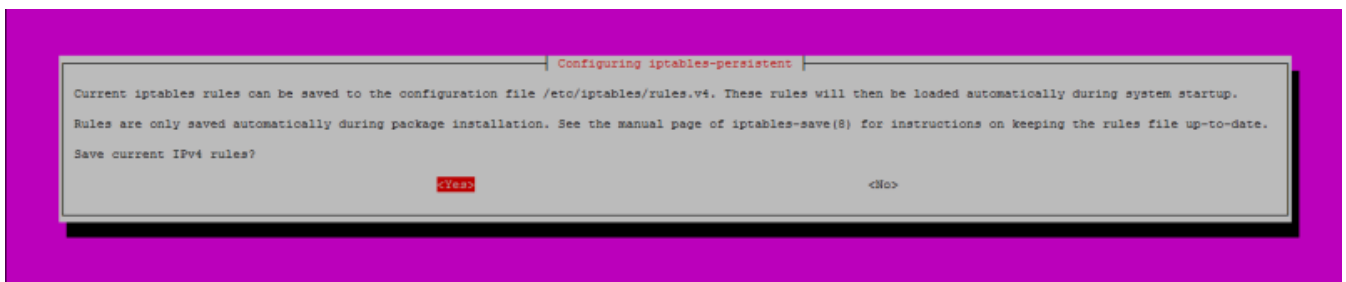 Configuring iptables-persistent
Current iptables rules can be saved to the configuration file /etc/iptables/rules.v4. These rules will then be loaded automatically during system startup.
Rules are only saved automatically during package installation. See the manual page of iptables-save(8) for instructions on keeping the rules file up-to-date.
Save current IPv4 rules?
<Yes> <No>